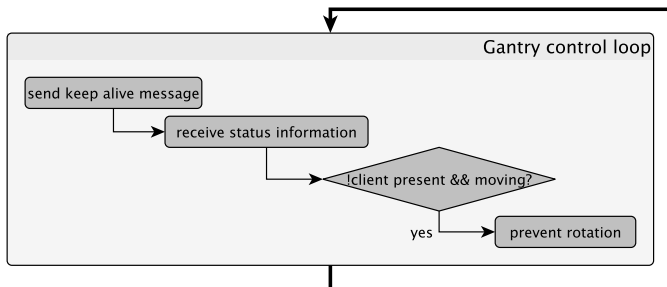 Gantry control loop
send keep alive message
receive status information
!client present && moving?
yes
prevent rotation